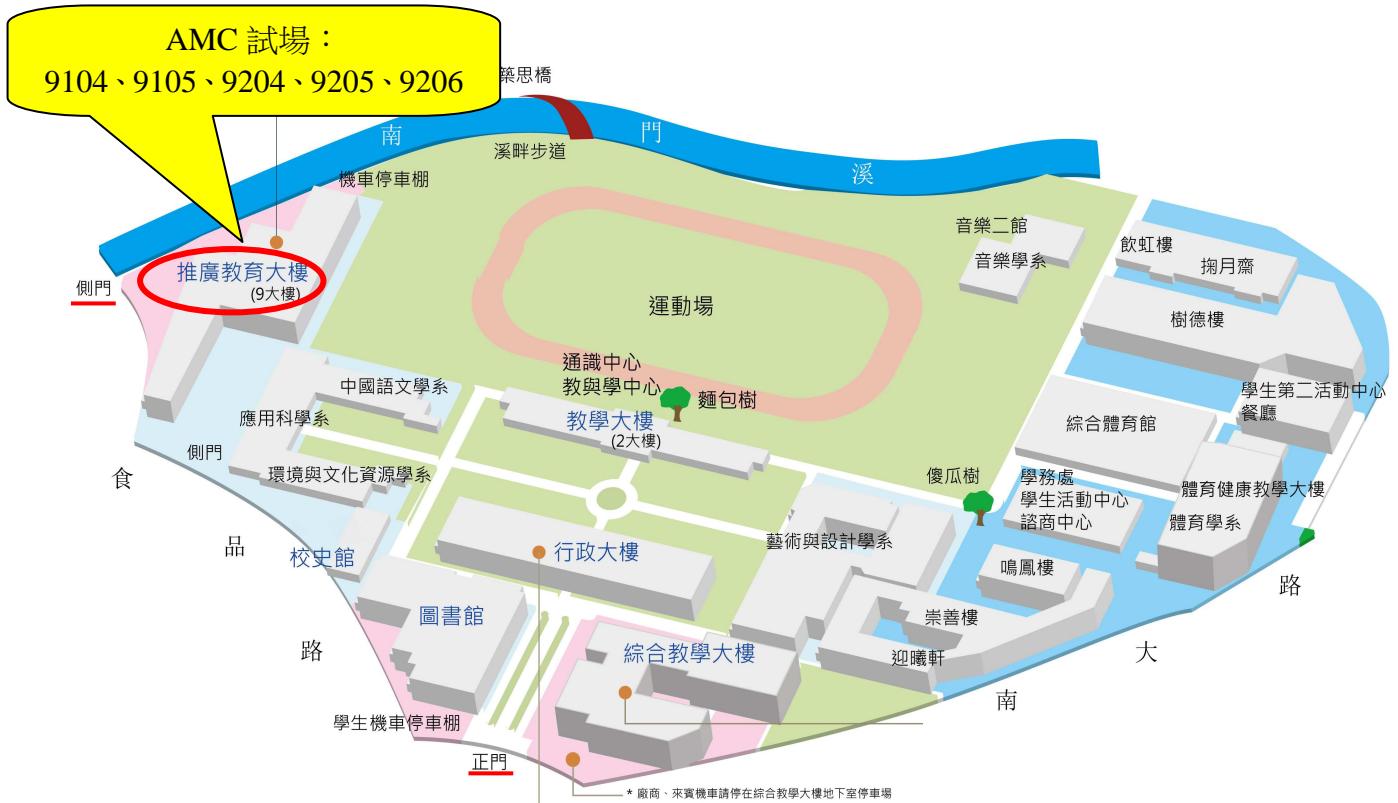 AMC 試場：
9104、9105、9204、9205、9206
築思橋
南
門
溪
溪畔步道
機車停車棚
推廣教育大樓
(9大樓)
側門
音樂二館
音樂學系
飲虹樓
掬月齋
樹德樓
運動場
通識中心
教與學中心
麵包樹
教學大樓
(2大樓)
中國語文學系
應用科學系
側門
環境與文化資源學系
學生第二活動中心
餐廳
綜合體育館
傻瓜樹
學務處
學生活動中心
諮商中心
體育健康教學大樓
體育學系
食
品
路
校史館
行政大樓
藝術與設計學系
鳴鳳樓
崇善樓
迎曦軒
圖書館
綜合教學大樓
學生機車停車棚
正門
南
大
路
* 廠商、來賓機車請停在綜合教學大樓地下室停車場